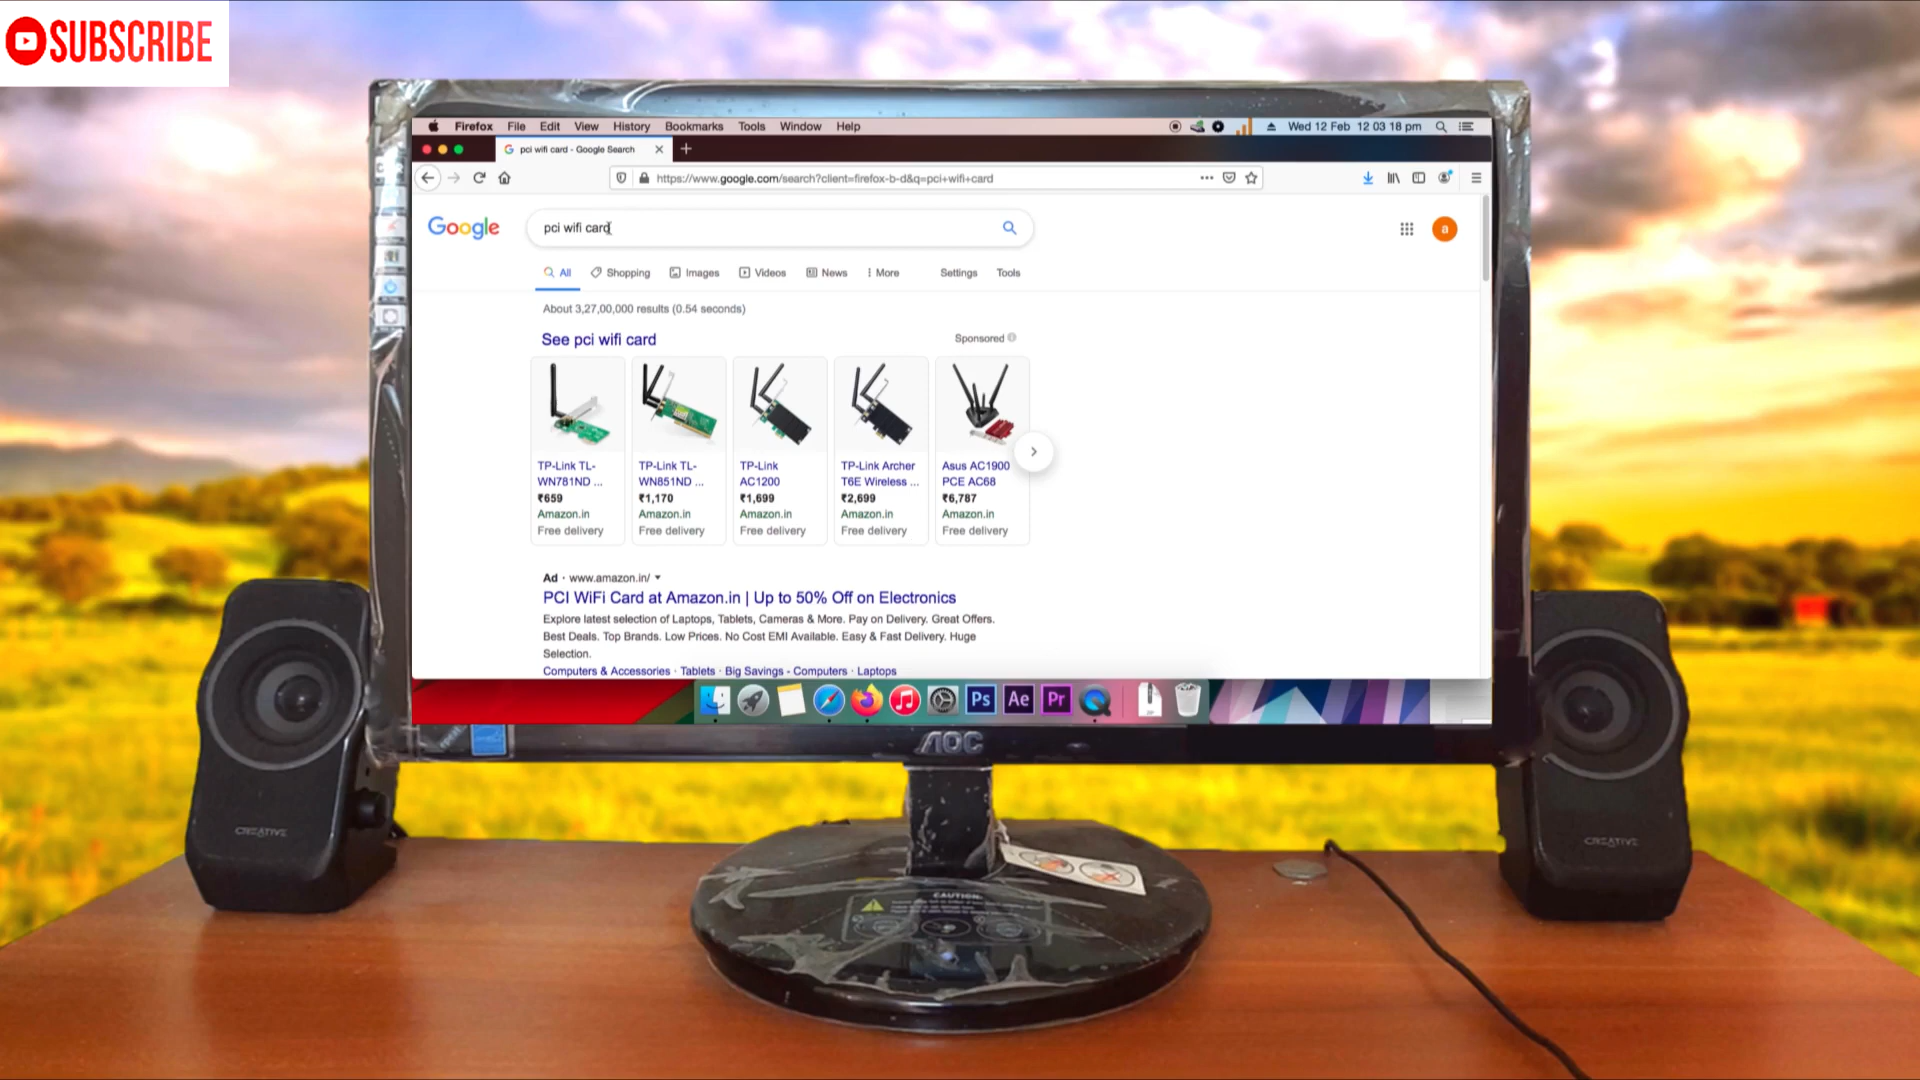 SUBSCRIBE
Firefox File Edit View History Bookmarks Tools Window Help
Wed 12 Feb 12 03 18 pm
pci wifi card - Google Search
https://www.google.com/search?client=firefox-b-d&q=pci+wifi+card
Google
pci wifi card
a
All Shopping Images Videos News More Settings Tools
About 3,27,00,000 results (0.54 seconds)
See pci wifi card
Sponsored
TP-Link TL-
WN781ND ...
₹659
Amazon.in
Free delivery
TP-Link TL-
WN851ND ...
₹1,170
Amazon.in
Free delivery
TP-Link
AC1200
₹1,699
Amazon.in
Free delivery
TP-Link Archer
T6E Wireless ...
₹2,699
Amazon.in
Free delivery
Asus AC1900
PCE AC68
₹6,787
Amazon.in
Free delivery
Ad · www.amazon.in/
PCI WiFi Card at Amazon.in | Up to 50% Off on Electronics
Explore latest selection of Laptops, Tablets, Cameras & More. Pay on Delivery. Great Offers.
Best Deals. Top Brands. Low Prices. No Cost EMI Available. Easy & Fast Delivery. Huge
Selection.
Computers & Accessories · Tablets · Big Savings - Computers · Laptops
Ps Ae Pr
AOC
CREATIVE
CREATIVE
CAUTION: